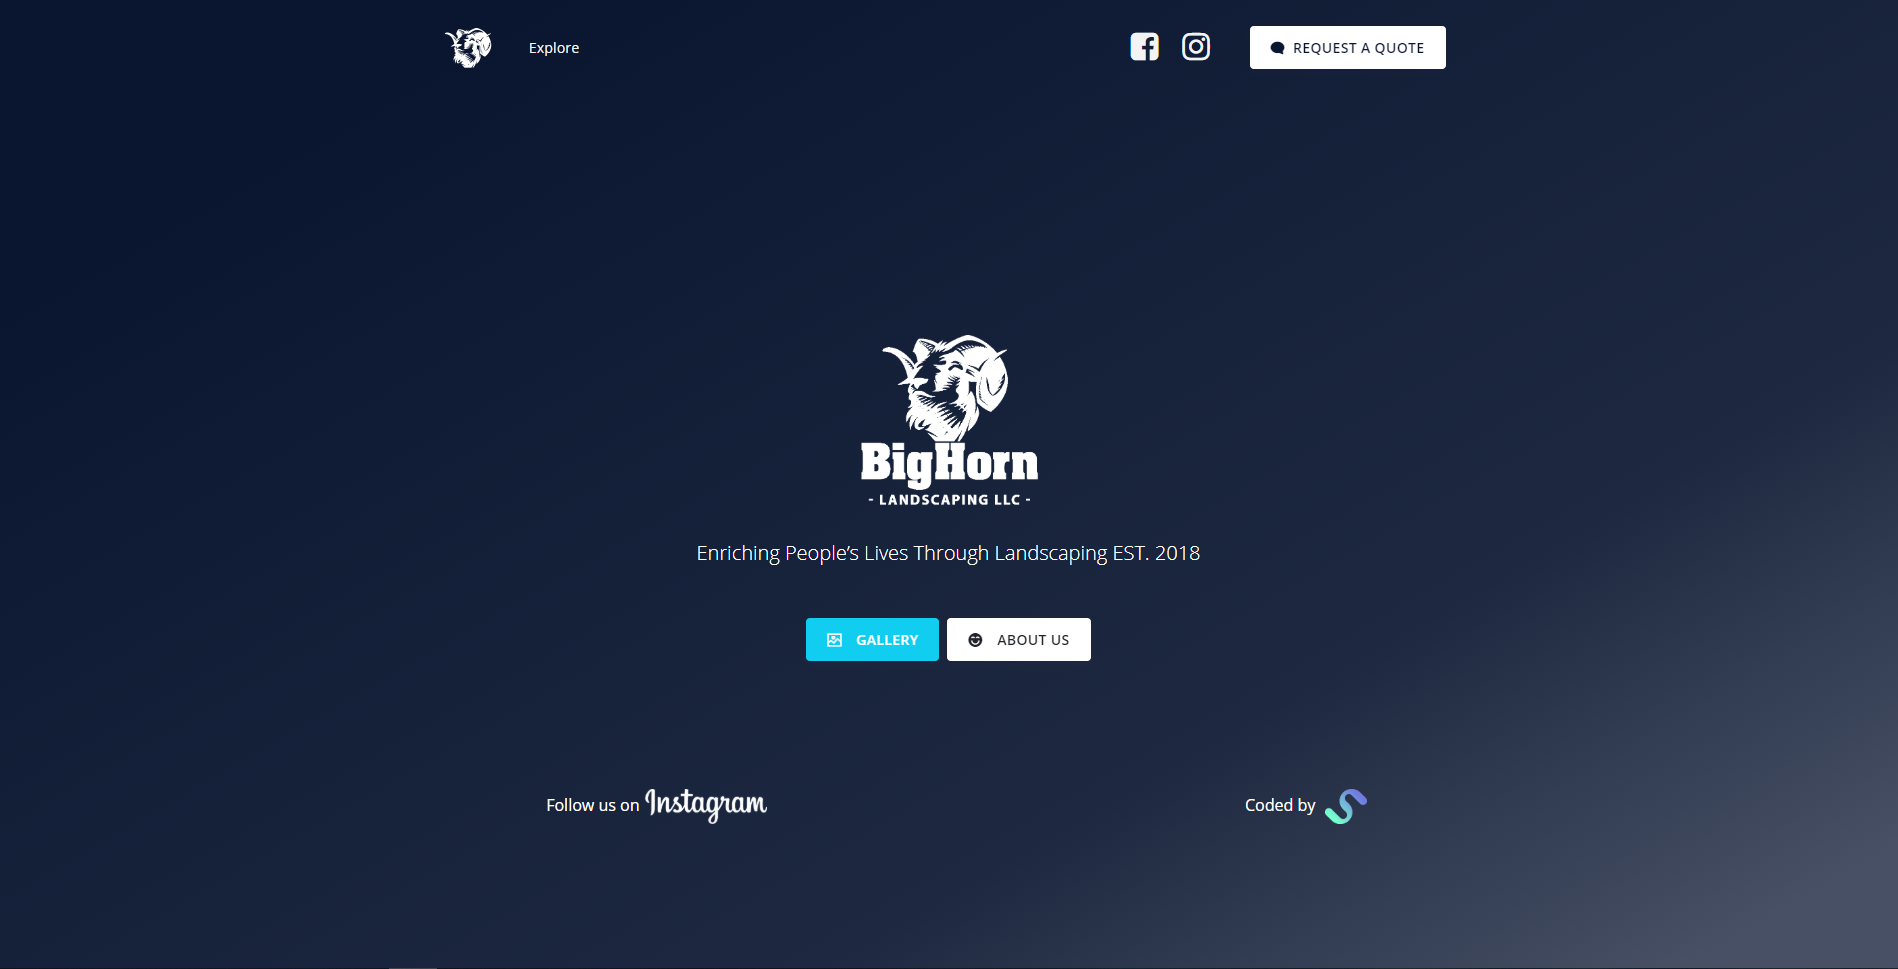 Explore
REQUEST A QUOTE
BigHorn
- LANDSCAPING LLC -
Enriching People’s Lives Through Landscaping EST. 2018
GALLERY
ABOUT US
Follow us on Instagram
Coded by